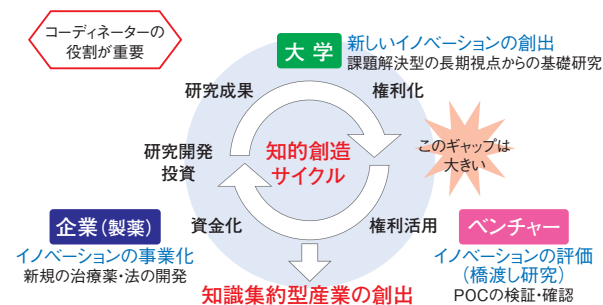 コーディネーターの
役割が重要
大 学
新しいイノベーションの創出
課題解決型の長期視点からの基礎研究
研究成果
権利化
研究開発
投資
知的創造
サイクル
このギャップは
大きい
企業(製薬)
イノベーションの事業化
新規の治療薬・法の開発
資金化
権利活用
ベンチャー
イノベーションの評価
(橋渡し研究)
POCの検証・確認
知識集約型産業の創出